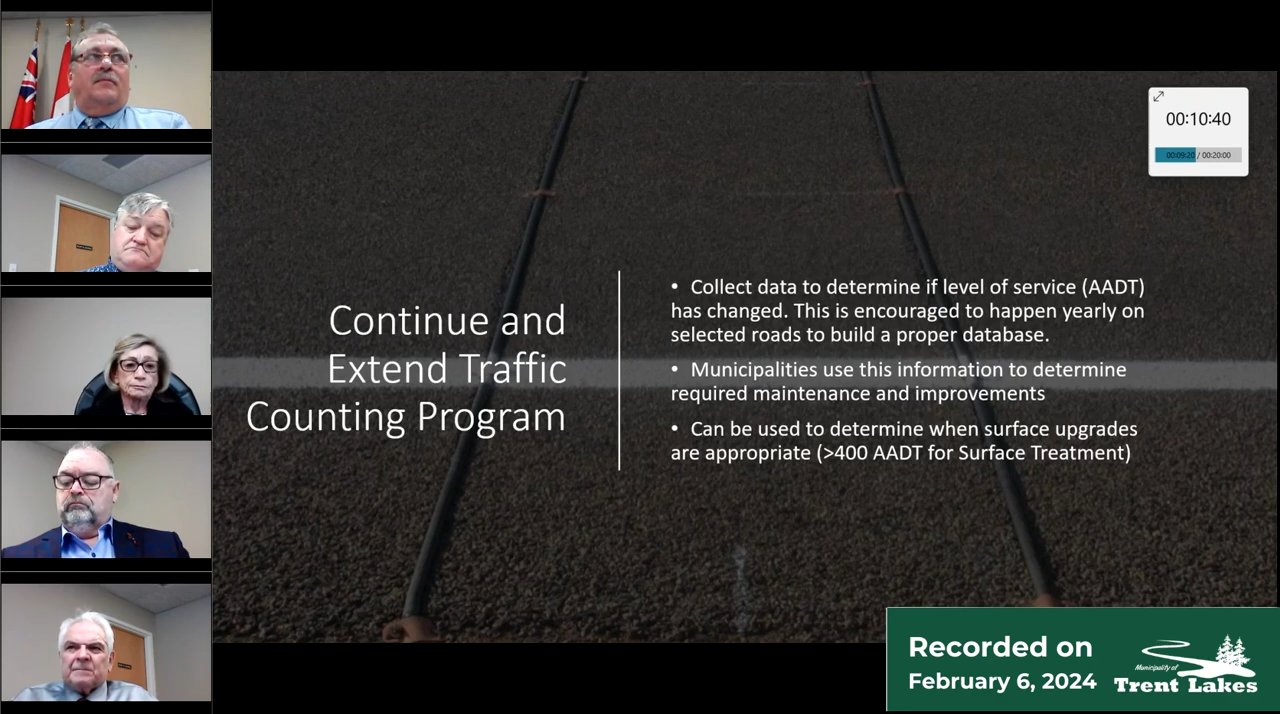 Continue and
Extend Traffic
Counting Program
• Collect data to determine if level of service (AADT)
has changed. This is encouraged to happen yearly on
selected roads to build a proper database.
• Municipalities use this information to determine
required maintenance and improvements
• Can be used to determine when surface upgrades
are appropriate (>400 AADT for Surface Treatment)
00:10:40
00:09:20 / 00:20:00
Recorded on
February 6, 2024
Municipality of
Trent Lakes